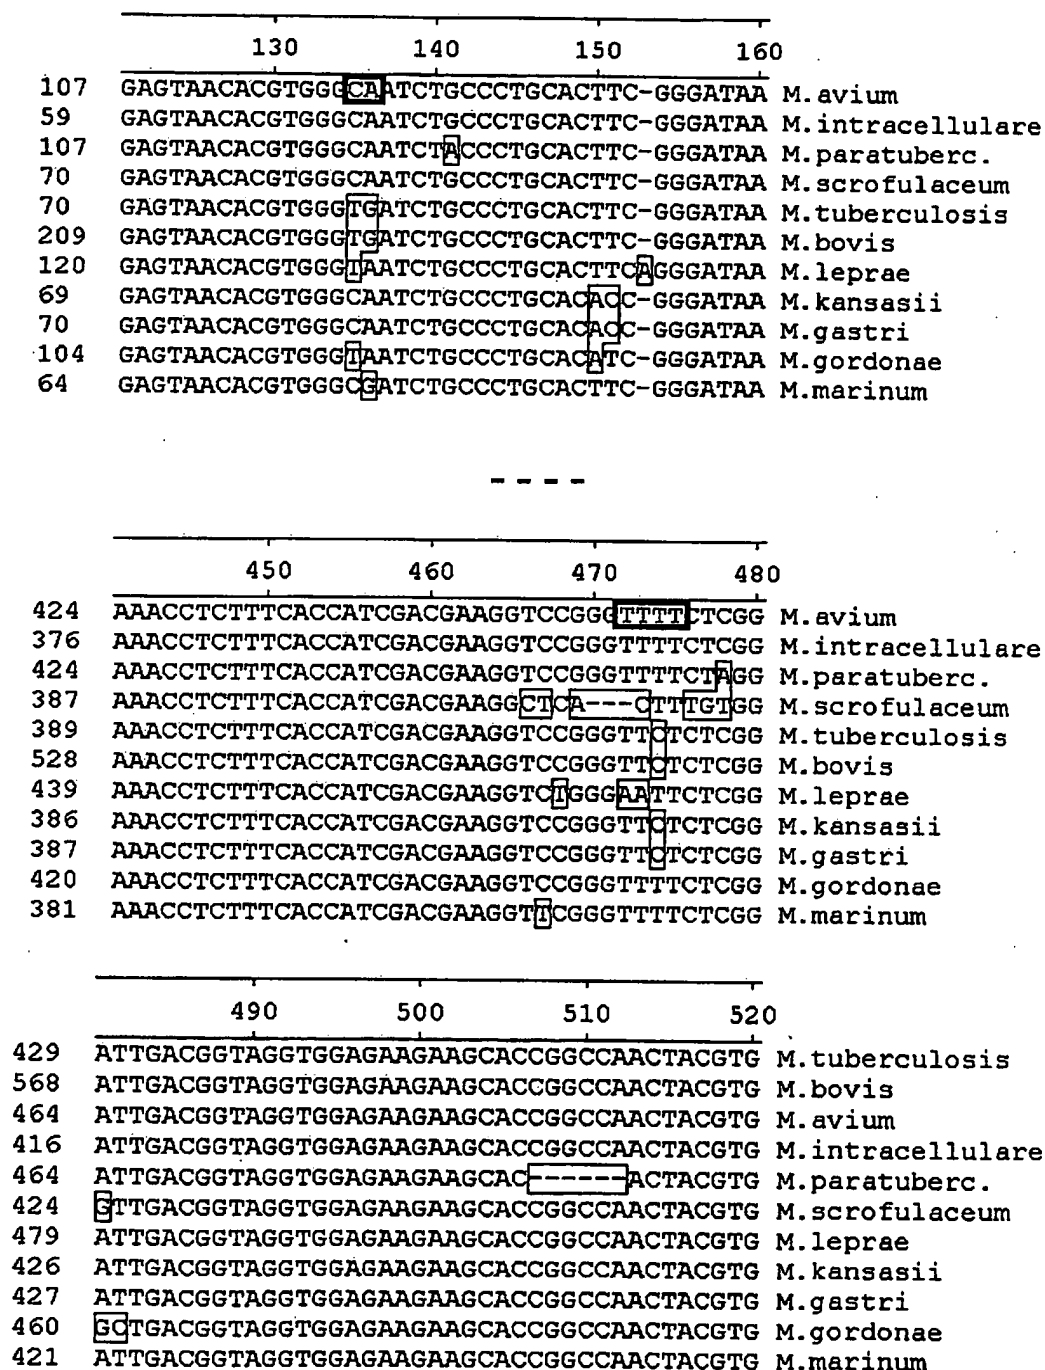 130 140 150 160
107 GAGTAACACGTGGGCAATCTGCCCTGCACTTC-GGGATAA M.avium
59 GAGTAACACGTGGGCAATCTGCCCTGCACTTC-GGGATAA M.intracellulare
107 GAGTAACACGTGGGCAATCTACCCTGCACTTC-GGGATAA M.paratuberc.
70 GAGTAACACGTGGGCAATCTGCCCTGCACTTC-GGGATAA M.scrofulaceum
70 GAGTAACACGTGGGTGATCTGCCCTGCACTTC-GGGATAA M.tuberculosis
209 GAGTAACACGTGGGTGATCTGCCCTGCACTTC-GGGATAA M.bovis
120 GAGTAACACGTGGGTAATCTGCCCTGCACTTCAGGGATAA M.leprae
69 GAGTAACACGTGGGCAATCTGCCCTGCACACC-GGGATAA M.kansasii
70 GAGTAACACGTGGGCAATCTGCCCTGCACACC-GGGATAA M.gastri
104 GAGTAACACGTGGGTAATCTGCCCTGCACATC-GGGATAA M.gordonae
64 GAGTAACACGTGGGCGATCTGCCCTGCACTTC-GGGATAA M.marinum
- - - -
450 460 470 480
424 AAACCTCTTTCACCATCGACGAAGGTCCGGGTTTTCTCGG M.avium
376 AAACCTCTTTCACCATCGACGAAGGTCCGGGTTTTCTCGG M.intracellulare
424 AAACCTCTTTCACCATCGACGAAGGTCCGGGTTTTCTAGG M.paratuberc.
387 AAACCTCTTTCACCATCGACGAAGGCTCA---CTTTGTGG M.scrofulaceum
389 AAACCTCTTTCACCATCGACGAAGGTCCGGGTTCTCTCGG M.tuberculosis
528 AAACCTCTTTCACCATCGACGAAGGTCCGGGTTCTCTCGG M.bovis
439 AAACCTCTTTCACCATCGACGAAGGTCTGGGAATTCTCGG M.leprae
386 AAACCTCTTTCACCATCGACGAAGGTCCGGGTTCTCTCGG M.kansasii
387 AAACCTCTTTCACCATCGACGAAGGTCCGGGTTCTCTCGG M.gastri
420 AAACCTCTTTCACCATCGACGAAGGTCCGGGTTTTCTCGG M.gordonae
381 AAACCTCTTTCACCATCGACGAAGGTTCGGGTTTTCTCGG M.marinum
490 500 510 520
429 ATTGACGGTAGGTGGAGAAGAAGCACCGGCCAACTACGTG M.tuberculosis
568 ATTGACGGTAGGTGGAGAAGAAGCACCGGCCAACTACGTG M.bovis
464 ATTGACGGTAGGTGGAGAAGAAGCACCGGCCAACTACGTG M.avium
416 ATTGACGGTAGGTGGAGAAGAAGCACCGGCCAACTACGTG M.intracellulare
464 ATTGACGGTAGGTGGAGAAGAAGCAC------ACTACGTG M.paratuberc.
424 GTTGACGGTAGGTGGAGAAGAAGCACCGGCCAACTACGTG M.scrofulaceum
479 ATTGACGGTAGGTGGAGAAGAAGCACCGGCCAACTACGTG M.leprae
426 ATTGACGGTAGGTGGAGAAGAAGCACCGGCCAACTACGTG M.kansasii
427 ATTGACGGTAGGTGGAGAAGAAGCACCGGCCAACTACGTG M.gastri
460 GCTGACGGTAGGTGGAGAAGAAGCACCGGCCAACTACGTG M.gordonae
421 ATTGACGGTAGGTGGAGAAGAAGCACCGGCCAACTACGTG M.marinum